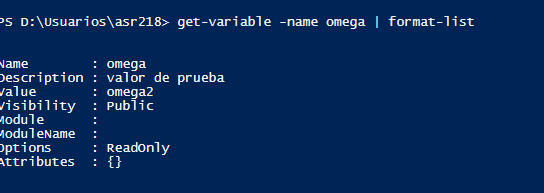 PS D:\Usuarios\asr218> get-variable -name omega | format-list
Name : omega
Description : valor de prueba
Value : omega2
Visibility : Public
Module :
ModuleName :
Options : ReadOnly
Attributes : {}